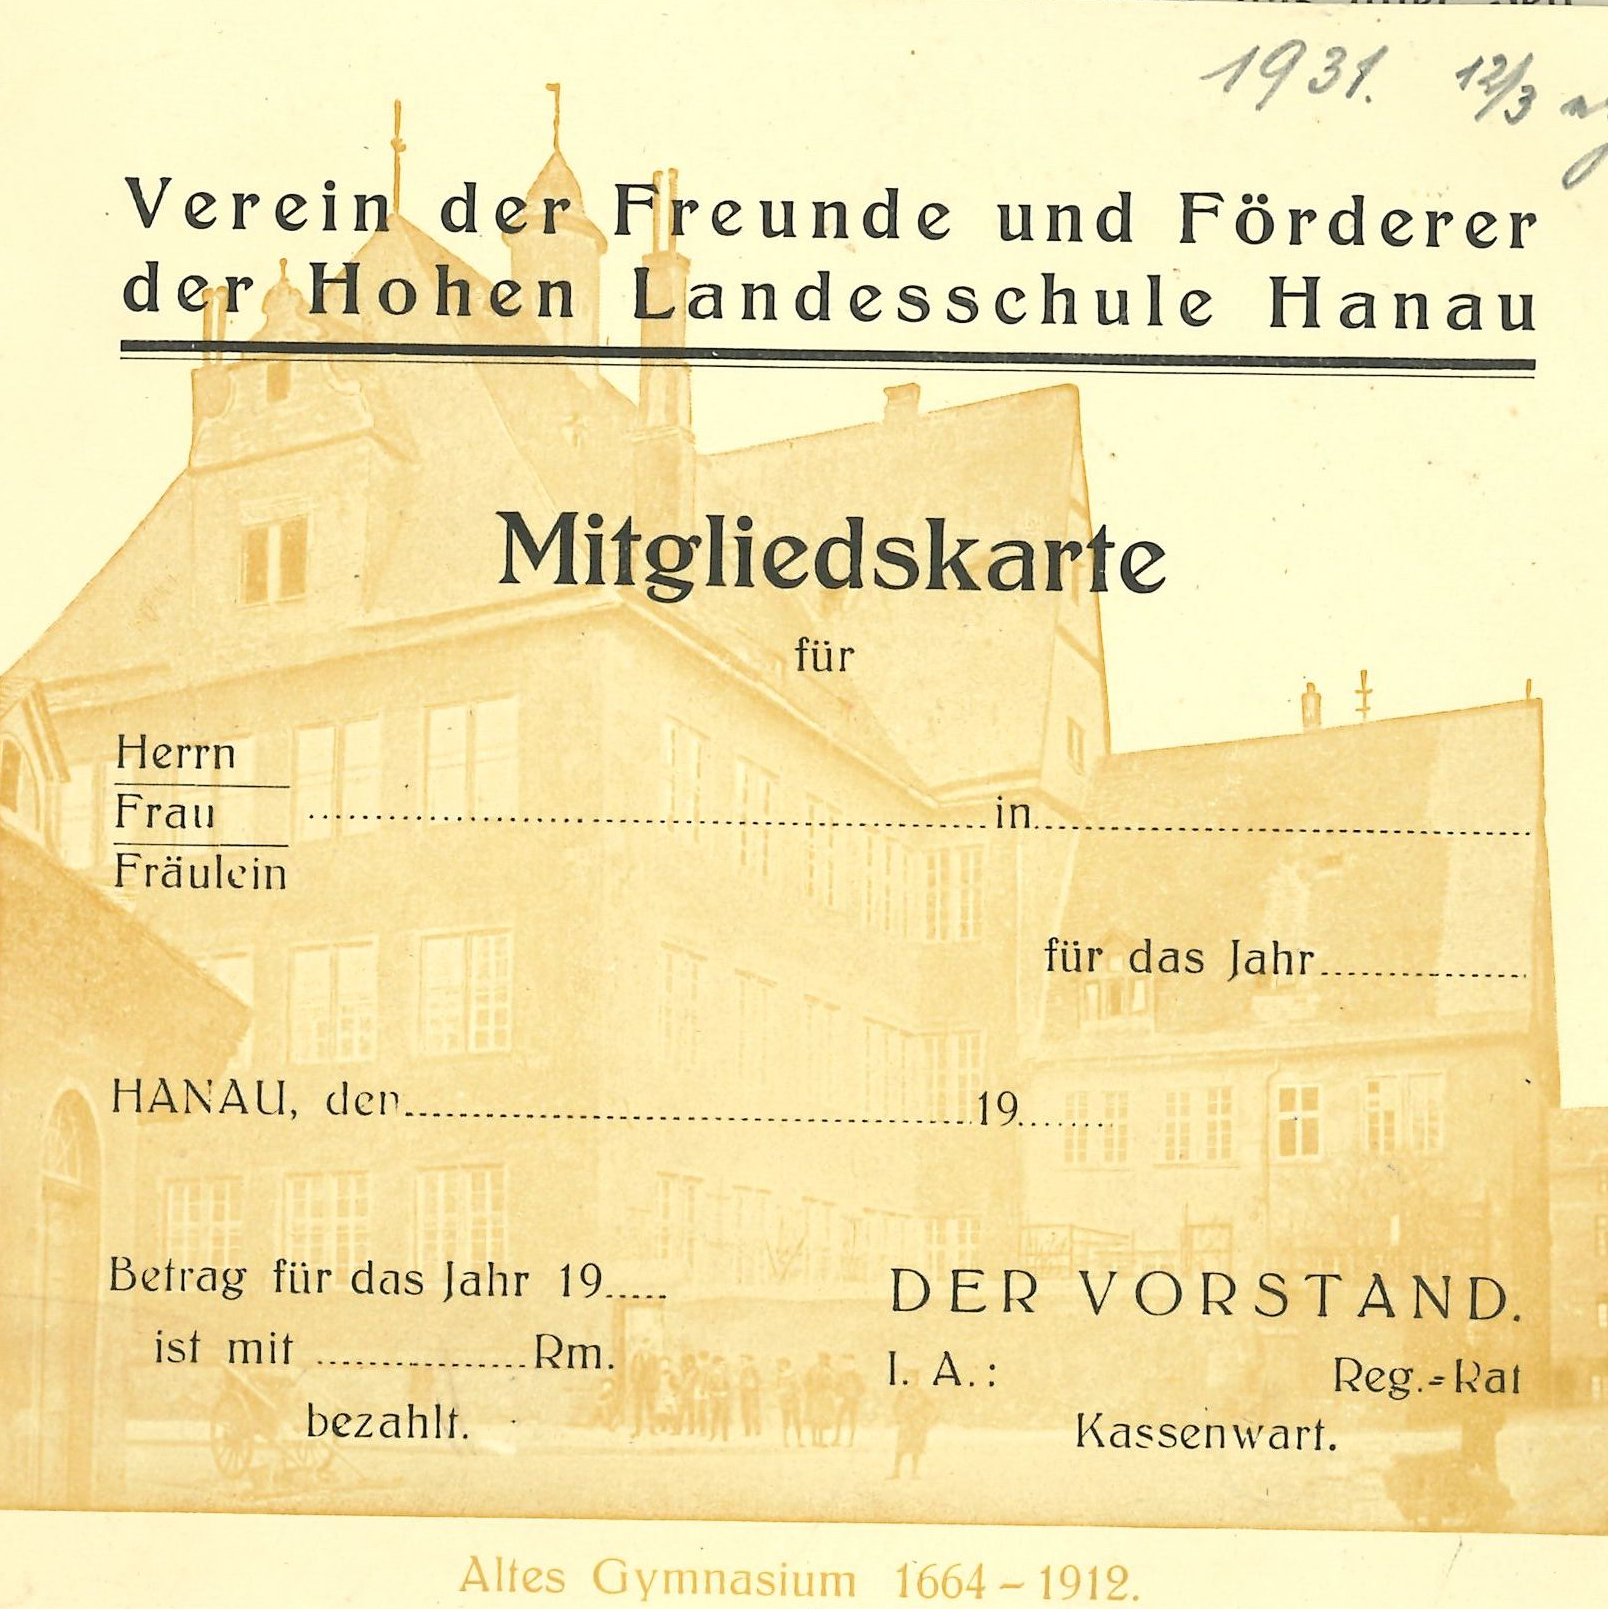 1931. 12/3
Verein der Freunde und Förderer
der Hohen Landesschule Hanau
Mitgliedskarte
für
Herrn
Frau ........................................ in ..............................
Fräulein
für das Jahr ................
HANAU, den ........................................ 19 .......
Betrag für das Jahr 19 .....
ist mit ................ Rm.
bezahlt.
DER VORSTAND.
I. A.: Reg.=Rat
Kassenwart.
Altes Gymnasium 1664 – 1912.